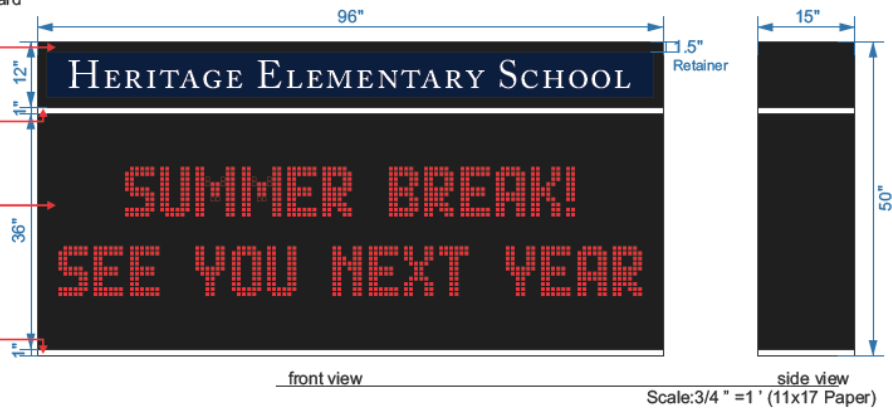 ard
96"
15"
1.5"
Retainer
12"
HERITAGE ELEMENTARY SCHOOL
1"
SUMMER BREAK!
36"
50"
SEE YOU NEXT YEAR
1"
front view
side view
Scale:3/4 " =1 ' (11x17 Paper)